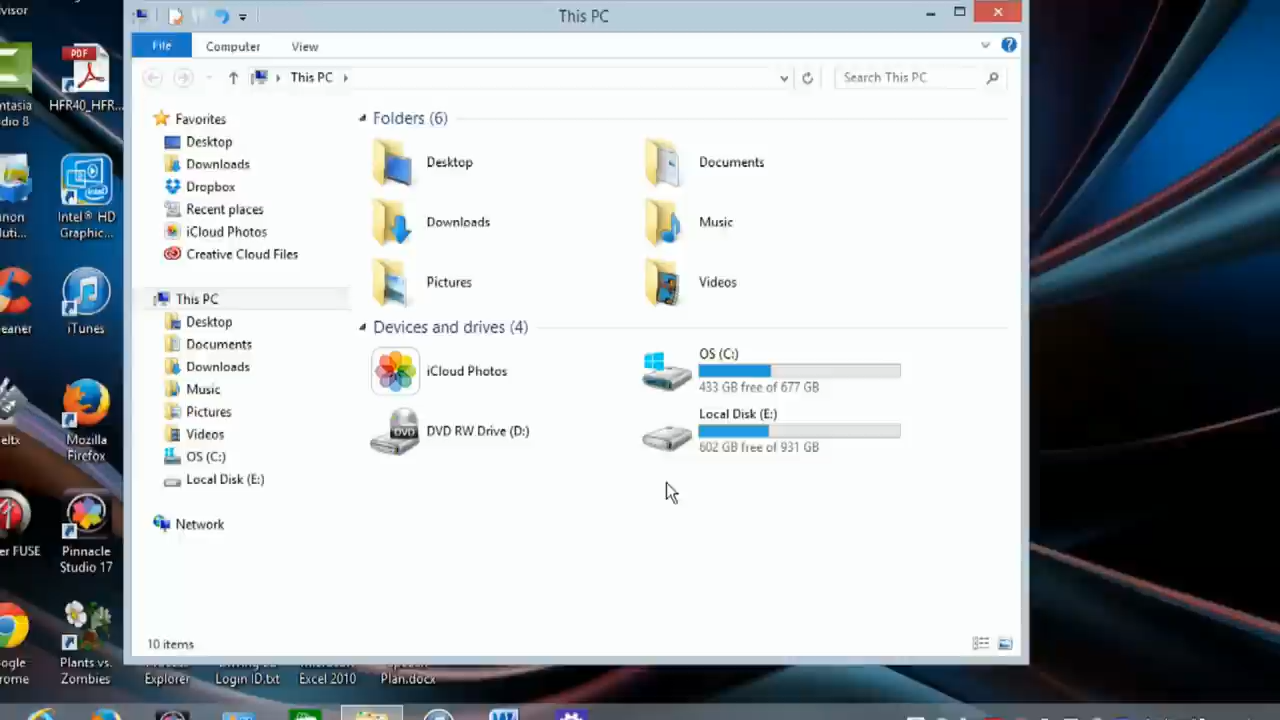 This PC
File
Computer
View
This PC
Search This PC
Favorites
Desktop
Downloads
Dropbox
Recent places
iCloud Photos
Creative Cloud Files
This PC
Desktop
Documents
Downloads
Music
Pictures
Videos
OS (C:)
Local Disk (E:)
Network
Folders (6)
Desktop
Documents
Downloads
Music
Pictures
Videos
Devices and drives (4)
iCloud Photos
OS (C:)
433 GB free of 677 GB
DVD
DVD RW Drive (D:)
Local Disk (E:)
602 GB free of 931 GB
10 items
PDF
HFR40_HFR...
Intel® HD
Graphic...
iTunes
Mozilla
Firefox
Pinnacle
Studio 17
Plants vs.
Zombies
Explorer
Login ID.txt
Excel 2010
Plan.docx